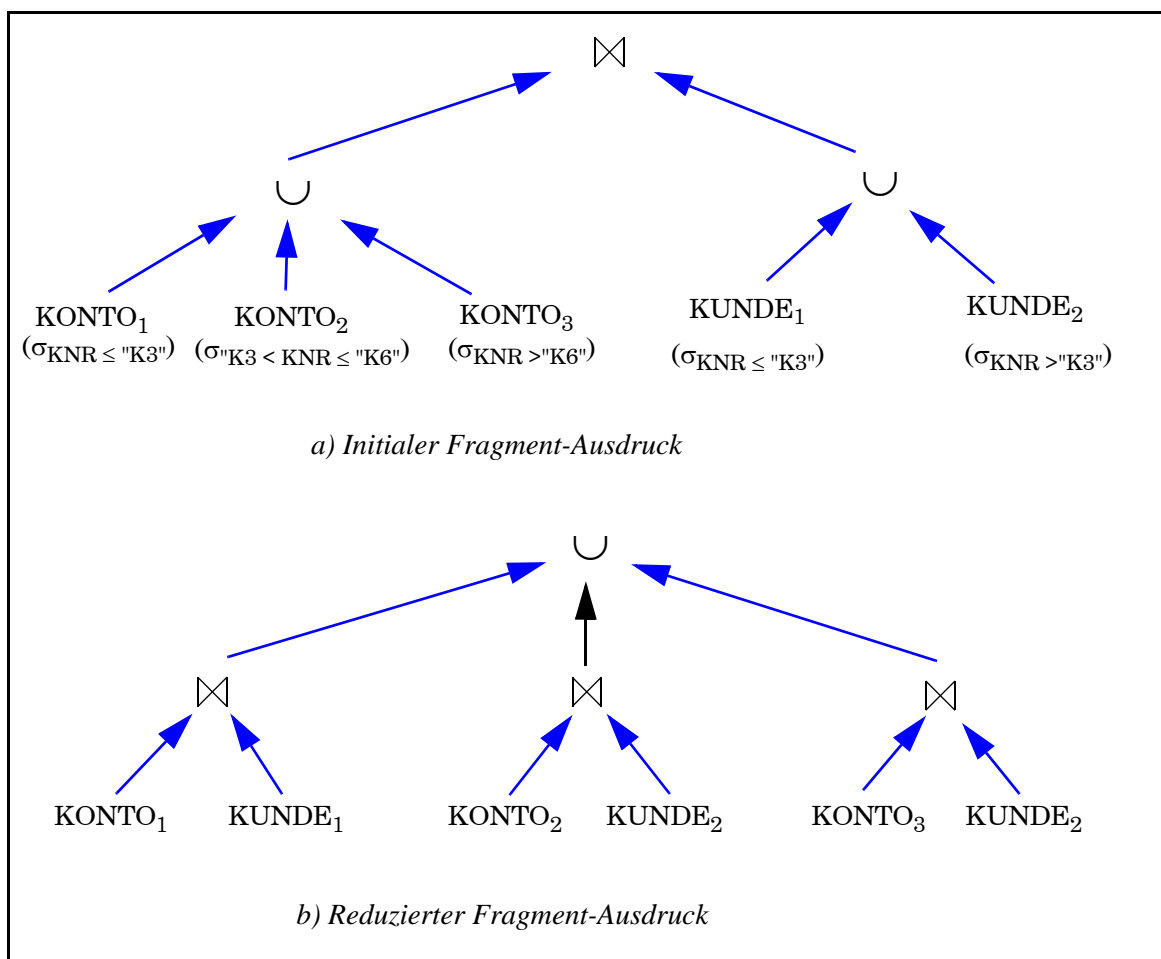 ⋈
∪ ∪
KONTO₁ KONTO₂ KONTO₃ KUNDE₁ KUNDE₂
(σKNR ≤ "K3") (σ"K3 < KNR ≤ "K6") (σKNR >"K6") (σKNR ≤ "K3") (σKNR >"K3")
a) Initialer Fragment-Ausdruck
∪
⋈ ⋈ ⋈
KONTO₁ KUNDE₁ KONTO₂ KUNDE₂ KONTO₃ KUNDE₂
b) Reduzierter Fragment-Ausdruck